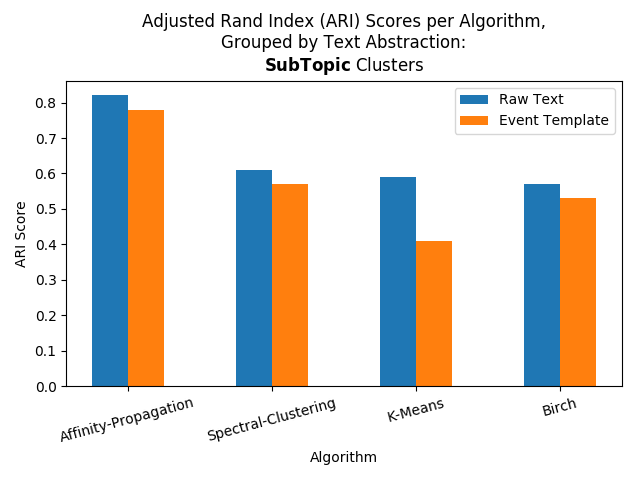 Adjusted Rand Index (ARI) Scores per Algorithm,
Grouped by Text Abstraction:
SubTopic Clusters
Raw Text
Event Template
ARI Score
0.8
0.7
0.6
0.5
0.4
0.3
0.2
0.1
0.0
Affinity-Propagation
Spectral-Clustering
K-Means
Birch
Algorithm